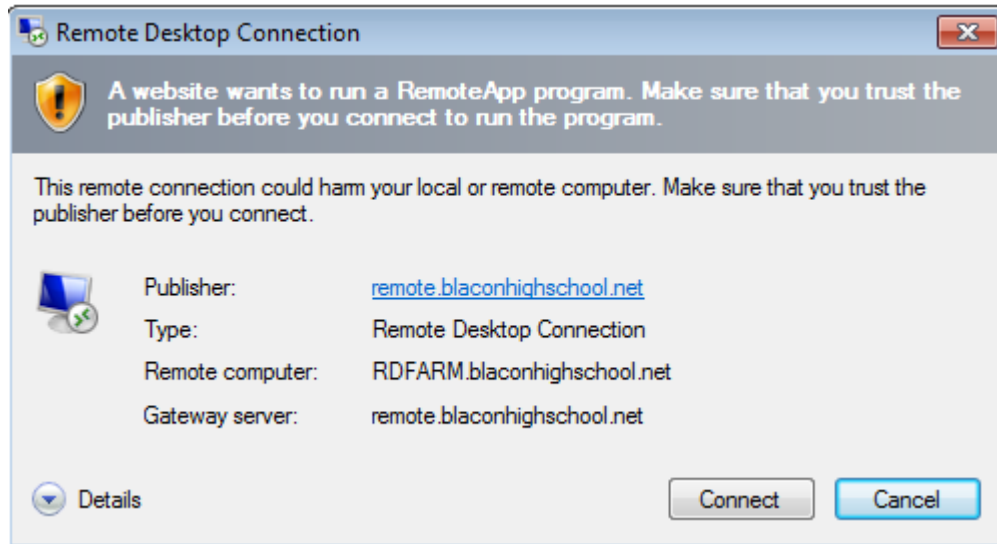 Remote Desktop Connection
A website wants to run a RemoteApp program. Make sure that you trust the
publisher before you connect to run the program.
This remote connection could harm your local or remote computer. Make sure that you trust the
publisher before you connect.
Publisher: remote.blaconhighschool.net
Type: Remote Desktop Connection
Remote computer: RDFARM.blaconhighschool.net
Gateway server: remote.blaconhighschool.net
Details Connect Cancel